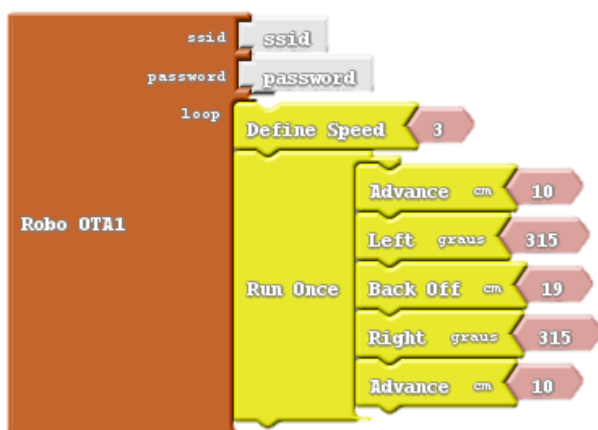 ssid ssid
password password
loop
Define Speed 3
Robo OTA1
Run Once
Advance cm 10
Left graus 315
Back Off cm 19
Right graus 315
Advance cm 10